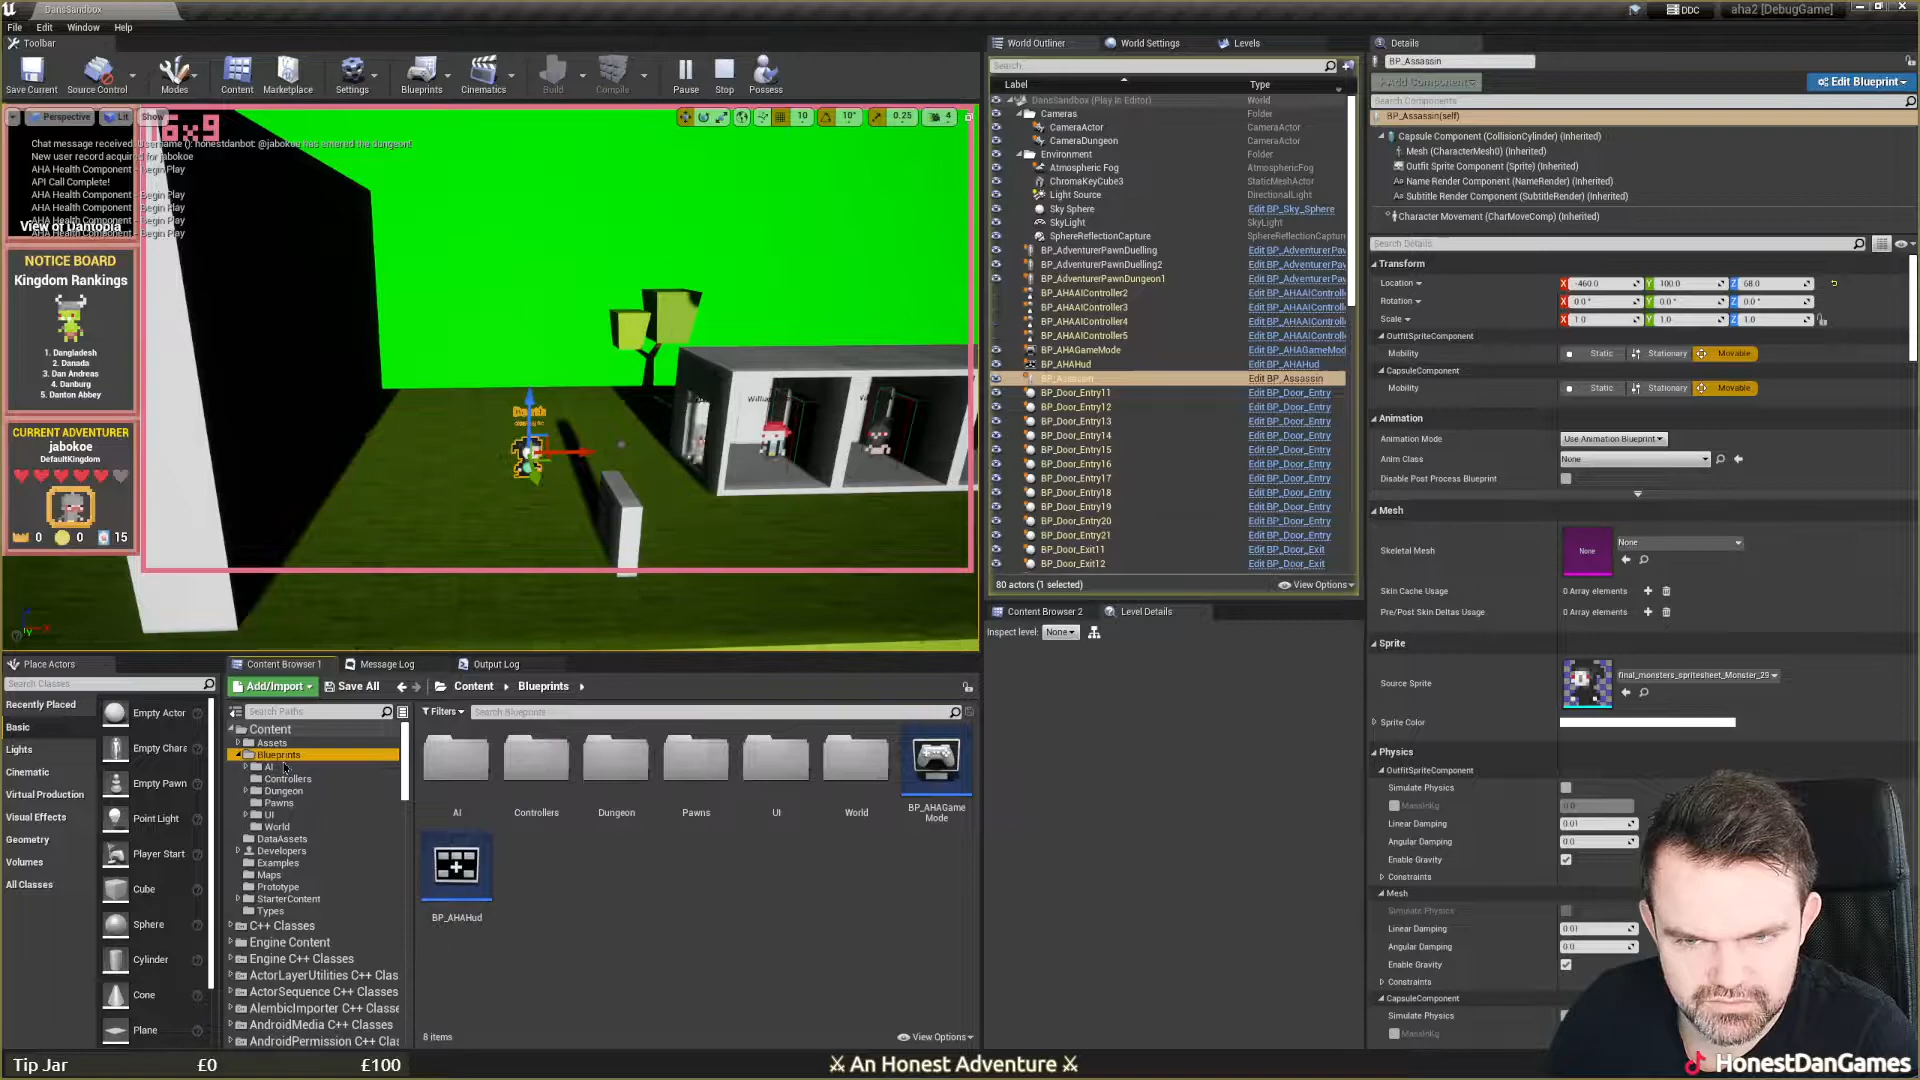 DansSandbox
DDC
aha2 [DebugGame]
File Edit Window Help
Toolbar
Save Current
Source Control
Modes
Content
Marketplace
Settings
Blueprints
Cinematics
Build
Compile
Pause
Stop
Possess
Perspective Lit Show
16x9
10 10° 0.25 4
Chat message received. Username (): honestdanbot: @jabokoe has entered the dungeon!
New user record acquired for jabokoe
AHA Health Component - Begin Play
API Call Complete!
AHA Health Component - Begin Play
AHA Health Component - Begin Play
AHA Health Component - Begin Play
AHA Health Component - Begin Play
View of Dantopia
NOTICE BOARD
Kingdom Rankings
1. Dangladesh
2. Danada
3. Dan Andreas
4. Danburg
5. Danton Abbey
CURRENT ADVENTURER
jabokoe
DefaultKingdom
0 0 15
World Outliner World Settings Levels
Search...
Label Type
DansSandbox (Play In Editor) World
Cameras Folder
CameraActor CameraActor
CameraDungeon CameraActor
Environment Folder
Atmospheric Fog AtmosphericFog
ChromaKeyCube3 StaticMeshActor
Light Source DirectionalLight
Sky Sphere Edit BP_Sky_Sphere
SkyLight SkyLight
SphereReflectionCapture SphereReflectionCapture
BP_AdventurerPawnDuelling Edit BP_AdventurerPaw
BP_AdventurerPawnDuelling2 Edit BP_AdventurerPaw
BP_AdventurerPawnDungeon1 Edit BP_AdventurerPaw
BP_AHAAIController2 Edit BP_AHAAIControll
BP_AHAAIController3 Edit BP_AHAAIControll
BP_AHAAIController4 Edit BP_AHAAIControll
BP_AHAAIController5 Edit BP_AHAAIControll
BP_AHAGameMode Edit BP_AHAGameMod
BP_AHAHud Edit BP_AHAHud
BP_Assassin Edit BP_Assassin
BP_Door_Entry11 Edit BP_Door_Entry
BP_Door_Entry12 Edit BP_Door_Entry
BP_Door_Entry13 Edit BP_Door_Entry
BP_Door_Entry14 Edit BP_Door_Entry
BP_Door_Entry15 Edit BP_Door_Entry
BP_Door_Entry16 Edit BP_Door_Entry
BP_Door_Entry17 Edit BP_Door_Entry
BP_Door_Entry18 Edit BP_Door_Entry
BP_Door_Entry19 Edit BP_Door_Entry
BP_Door_Entry20 Edit BP_Door_Entry
BP_Door_Entry21 Edit BP_Door_Entry
BP_Door_Exit11 Edit BP_Door_Exit
BP_Door_Exit12 Edit BP_Door_Exit
80 actors (1 selected) View Options
Content Browser 2 Level Details
Inspect level: None
Details
BP_Assassin
Add Component Edit Blueprint
Search Components
BP_Assassin(self)
Capsule Component (CollisionCylinder) (Inherited)
Mesh (CharacterMesh0) (Inherited)
Outfit Sprite Component (Sprite) (Inherited)
Name Render Component (NameRender) (Inherited)
Subtitle Render Component (SubtitleRender) (Inherited)
Character Movement (CharMoveComp) (Inherited)
Search Details
Transform
Location X -460.0 Y 100.0 Z 68.0
Rotation X 0.0° Y 0.0° Z 0.0°
Scale X 1.0 Y 1.0 Z 1.0
OutfitSpriteComponent
Mobility Static Stationary Movable
CapsuleComponent
Mobility Static Stationary Movable
Animation
Animation Mode Use Animation Blueprint
Anim Class None
Disable Post Process Blueprint
Mesh
Skeletal Mesh None None
Skin Cache Usage 0 Array elements
Pre/Post Skin Deltas Usage 0 Array elements
Sprite
Source Sprite final_monsters_spritesheet_Monster_29
Sprite Color
Physics
OutfitSpriteComponent
Simulate Physics
MassInKg 0.0
Linear Damping 0.01
Angular Damping 0.0
Enable Gravity
Constraints
Mesh
Simulate Physics
Linear Damping 0.01
Angular Damping 0.0
Enable Gravity
Constraints
CapsuleComponent
Simulate Physics
MassInKg
Place Actors
Search Classes
Recently Placed
Basic
Lights
Cinematic
Virtual Production
Visual Effects
Geometry
Volumes
All Classes
Empty Actor
Empty Chara
Empty Pawn
Point Light
Player Start
Cube
Sphere
Cylinder
Cone
Plane
Content Browser 1 Message Log Output Log
Add/Import Save All Content Blueprints
Search Paths
Filters Search Blueprints
Content
Assets
Blueprints
AI
Controllers
Dungeon
Pawns
UI
World
DataAssets
Developers
Examples
Maps
Prototype
StarterContent
Types
C++ Classes
Engine Content
Engine C++ Classes
ActorLayerUtilities C++ Clas
ActorSequence C++ Classes
AlembicImporter C++ Classe
AndroidMedia C++ Classes
AndroidPermission C++ Clas
AI Controllers Dungeon Pawns UI World
BP_AHAGame
Mode
BP_AHAHud
8 items View Options
Tip Jar £0 £100
An Honest Adventure
HonestDanGames